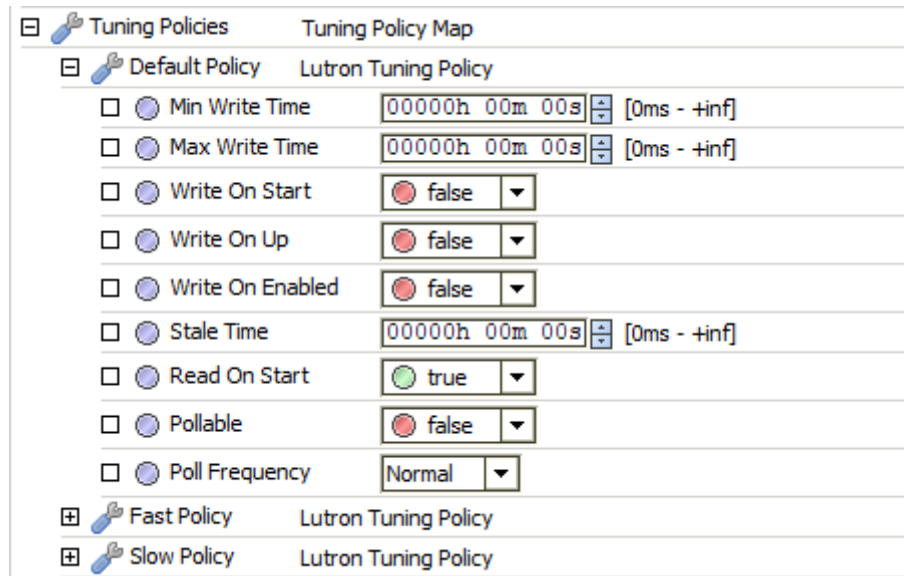 Tuning Policies Tuning Policy Map
Default Policy Lutron Tuning Policy
Min Write Time 00000h 00m 00s [0ms - +inf]
Max Write Time 00000h 00m 00s [0ms - +inf]
Write On Start false
Write On Up false
Write On Enabled false
Stale Time 00000h 00m 00s [0ms - +inf]
Read On Start true
Pollable false
Poll Frequency Normal
Fast Policy Lutron Tuning Policy
Slow Policy Lutron Tuning Policy